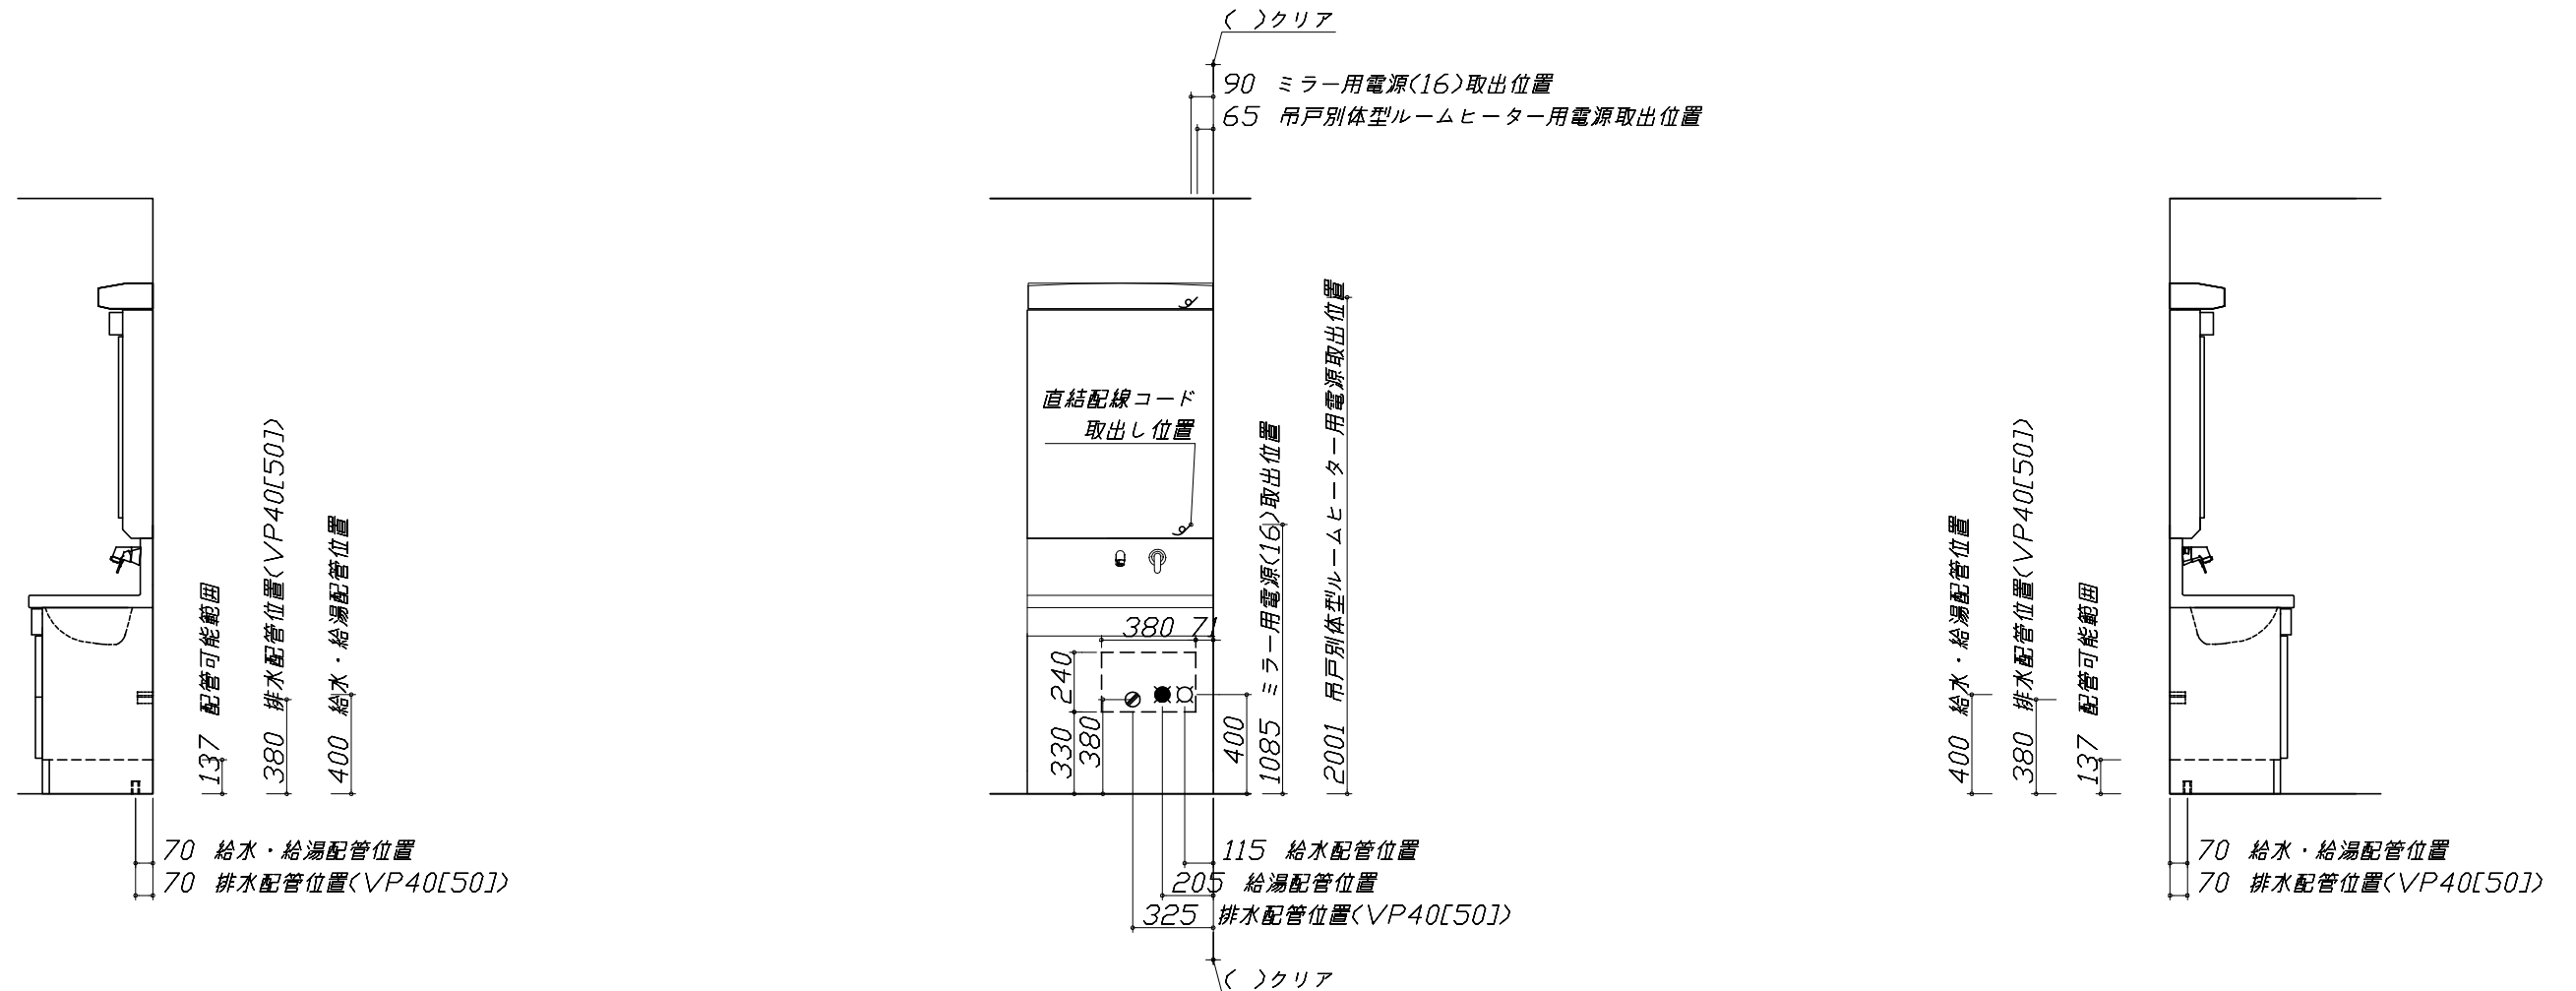 ( )クリア
90 ミラー用電源(16)取出位置
65 吊戸別体型ルームヒーター用電源取出位置
直結配線コード
取出し位置
137 配管可能範囲
380 排水配管位置(VP40[50])
400 給水・給湯配管位置
70 給水・給湯配管位置
70 排水配管位置(VP40[50])
380
71
240
330
380
400
1085 ミラー用電源(16)取出位置
2001 吊戸別体型ルームヒーター用電源取出位置
115 給水配管位置
205 給湯配管位置
325 排水配管位置(VP40[50])
( )クリア
400 給水・給湯配管位置
380 排水配管位置(VP40[50])
137 配管可能範囲
70 給水・給湯配管位置
70 排水配管位置(VP40[50])